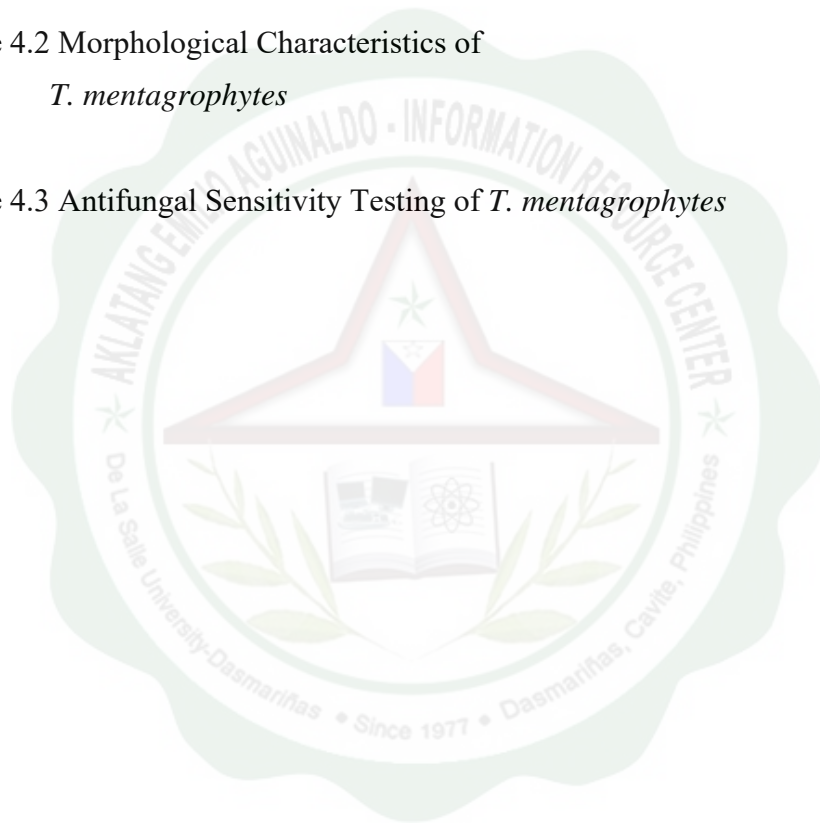 e 4.2 Morphological Characteristics of
T. mentagrophytes
e 4.3 Antifungal Sensitivity Testing of T. mentagrophytes
AKLATANG EMILIO AGUINALDO - INFORMATION RESOURCE CENTER
De La Salle University-Dasmariñas • Since 1977 • Dasmariñas, Cavite, Philippines